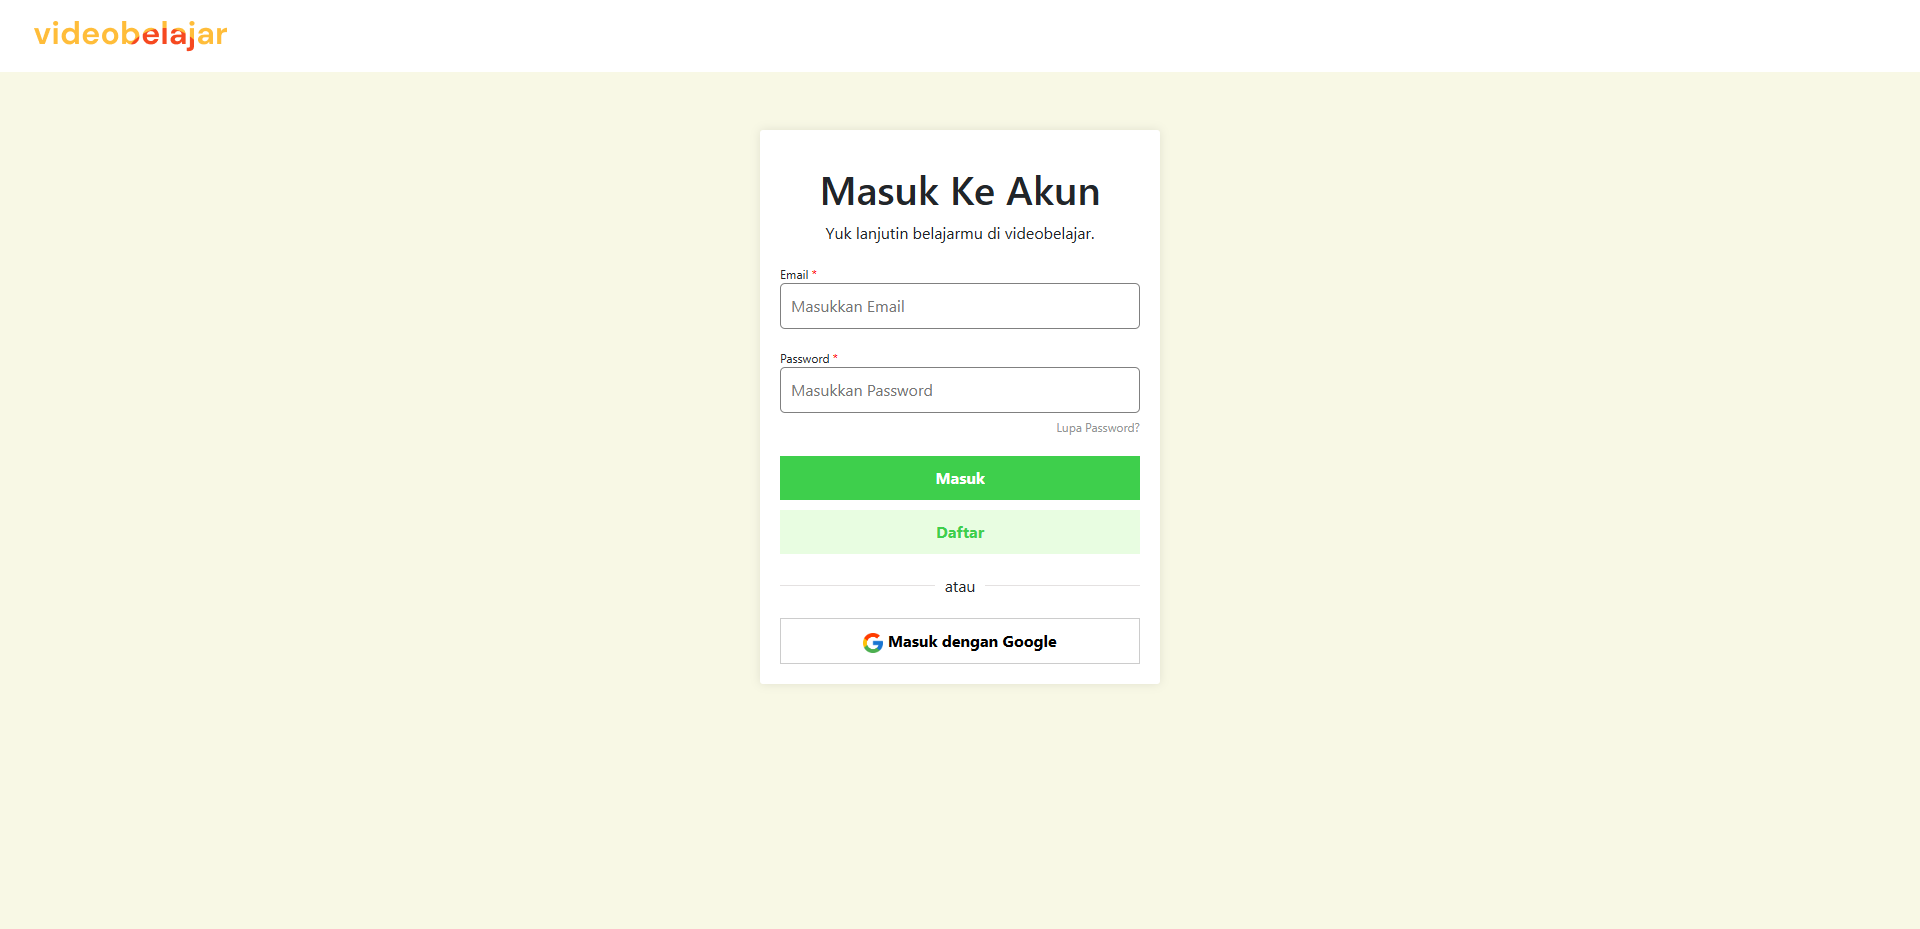 videobelajar
Masuk Ke Akun
Yuk lanjutin belajarmu di videobelajar.
Email *
Masukkan Email
Password *
Masukkan Password
Lupa Password?
Masuk
Daftar
atau
Masuk dengan Google